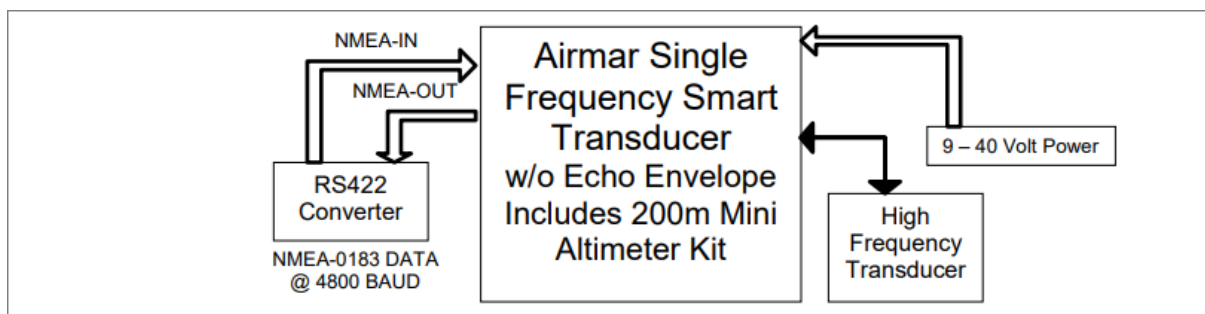 NMEA-IN
NMEA-OUT
RS422
Converter
NMEA-0183 DATA
@ 4800 BAUD
Airmar Single
Frequency Smart
Transducer
w/o Echo Envelope
Includes 200m Mini
Altimeter Kit
9 – 40 Volt Power
High
Frequency
Transducer